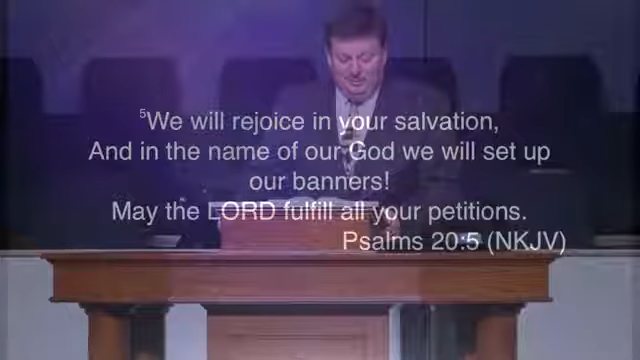 5We will rejoice in your salvation,
And in the name of our God we will set up
our banners!
May the LORD fulfill all your petitions.
Psalms 20:5 (NKJV)